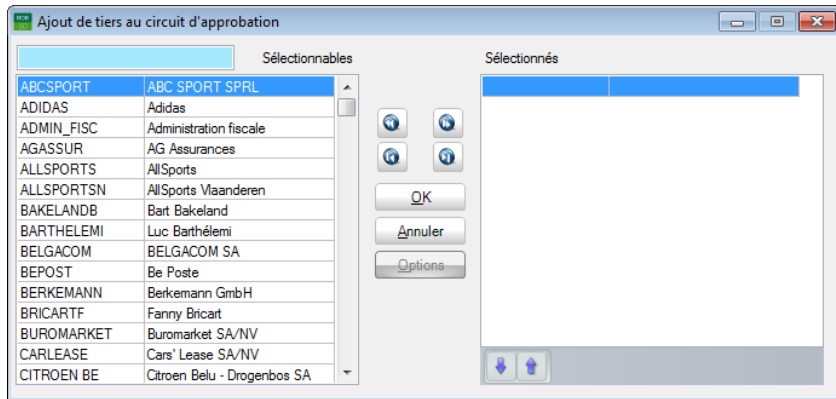 BOB 50 Ajout de tiers au circuit d'approbation
Sélectionnables
Sélectionnés
ABCSPORT ABC SPORT SPRL
ADIDAS Adidas
ADMIN_FISC Administration fiscale
AGASSUR AG Assurances
ALLSPORTS AllSports
ALLSPORTSN AllSports Vlaanderen
BAKELANDB Bart Bakeland
BARTHELEMI Luc Barthélemi
BELGACOM BELGACOM SA
BEPOST Be Poste
BERKEMANN Berkemann GmbH
BRICARTF Fanny Bricart
BUROMARKET Buromarket SA/NV
CARLEASE Cars' Lease SA/NV
CITROEN BE Citroen Belu - Drogenbos SA
OK
Annuler
Options